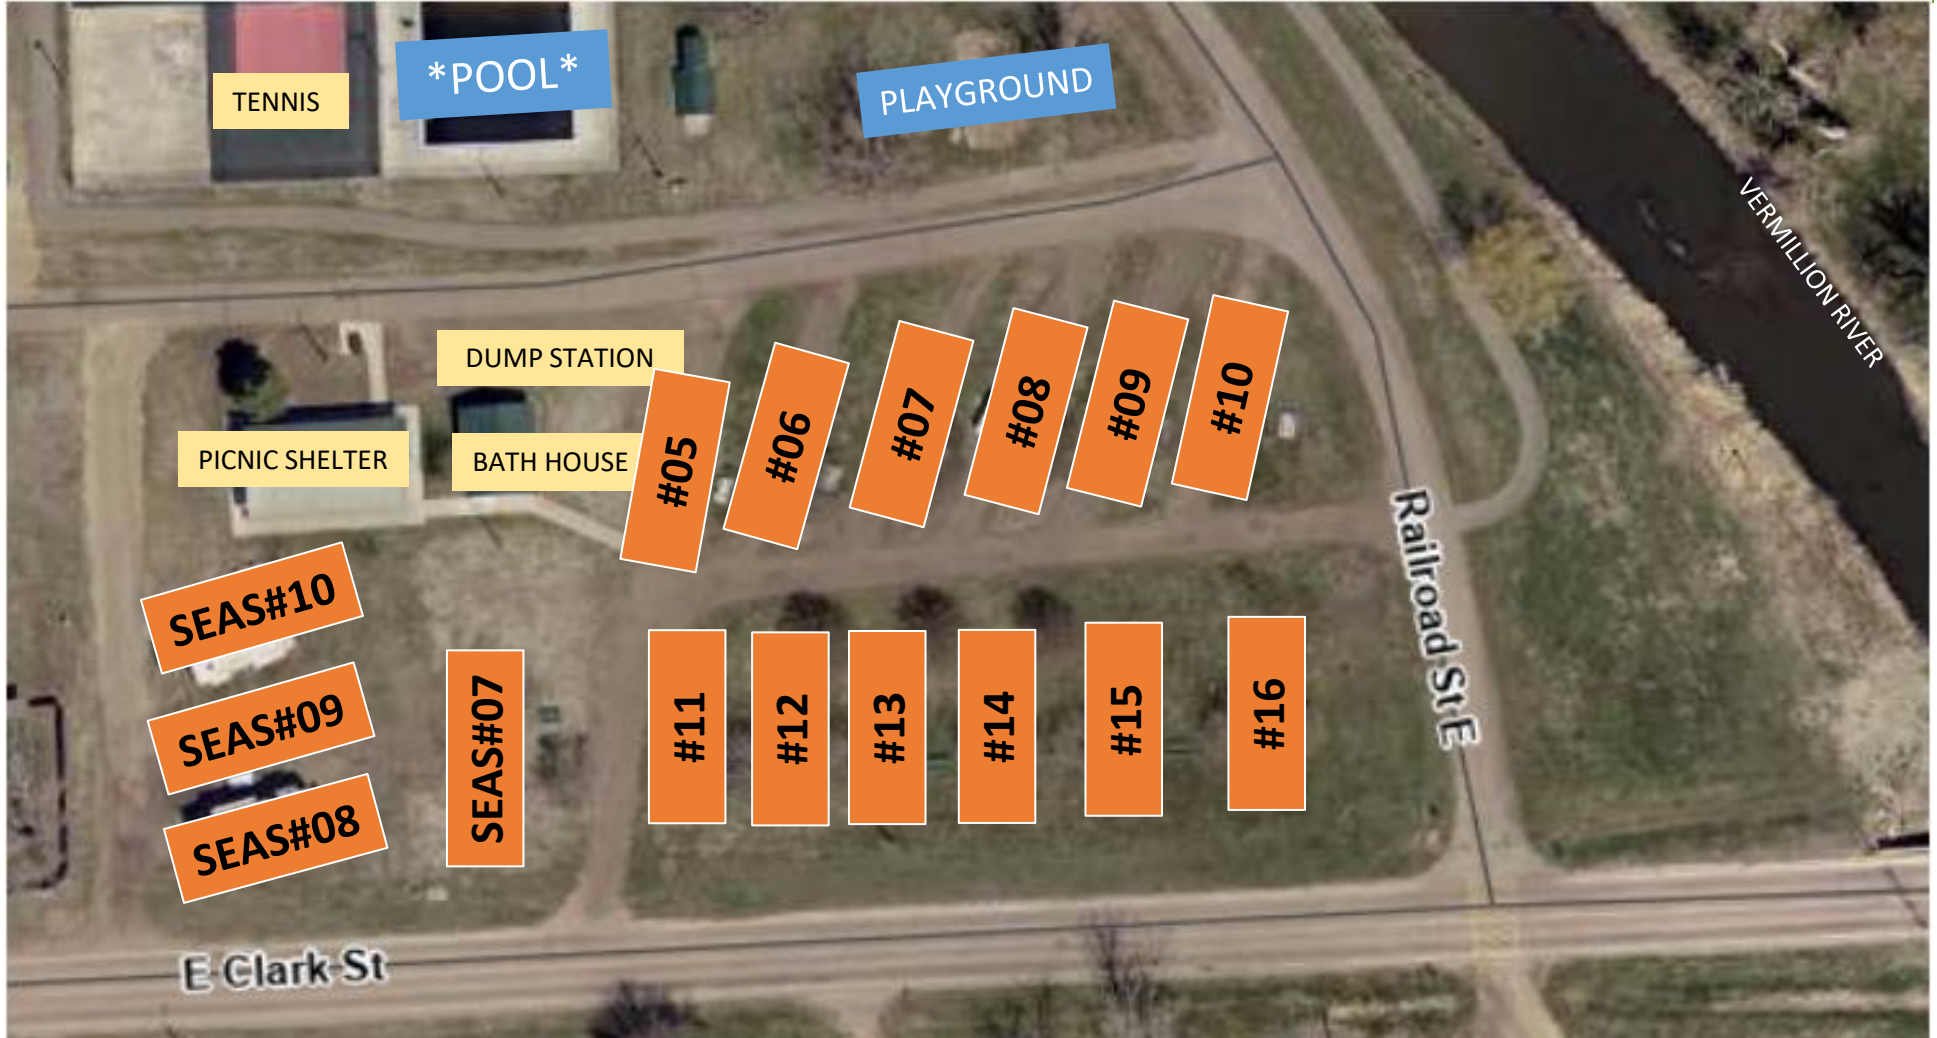 TENNIS
*POOL*
PLAYGROUND
VERMILLION RIVER
DUMP STATION
PICNIC SHELTER
BATH HOUSE
#05
#06
#07
#08
#09
#10
Railroad St E
SEAS#10
SEAS#09
SEAS#08
SEAS#07
#11
#12
#13
#14
#15
#16
E Clark St